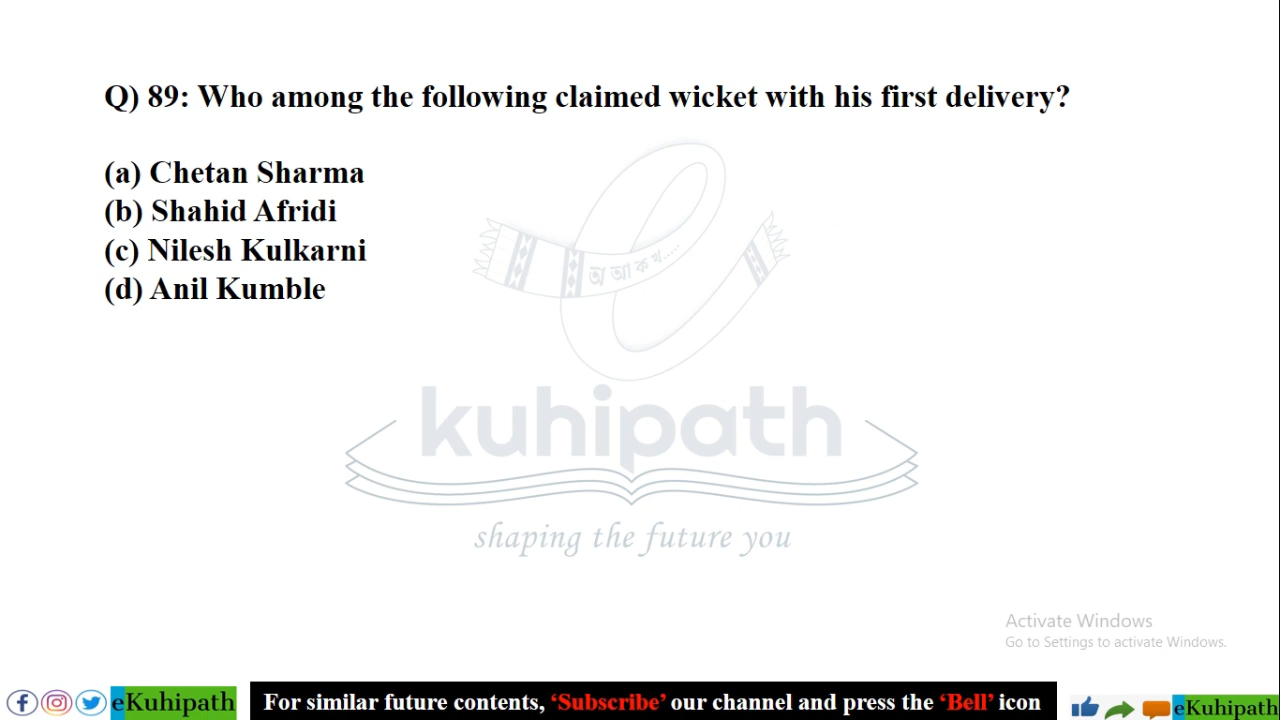 Q) 89: Who among the following claimed wicket with his first delivery?
(a) Chetan Sharma
(b) Shahid Afridi
(c) Nilesh Kulkarni
(d) Anil Kumble
অ আ ক খ.....
kuhipath
shaping the future you
Activate Windows
Go to Settings to activate Windows.
eKuhipath
For similar future contents, ‘Subscribe’ our channel and press the ‘Bell’ icon
eKuhipath